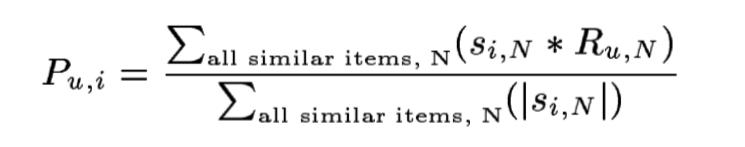 P_{u,i} = \frac{\sum_{\text{all similar items, N}} (s_{i,N} * R_{u,N})}{\sum_{\text{all similar items, N}} (|s_{i,N}|)}